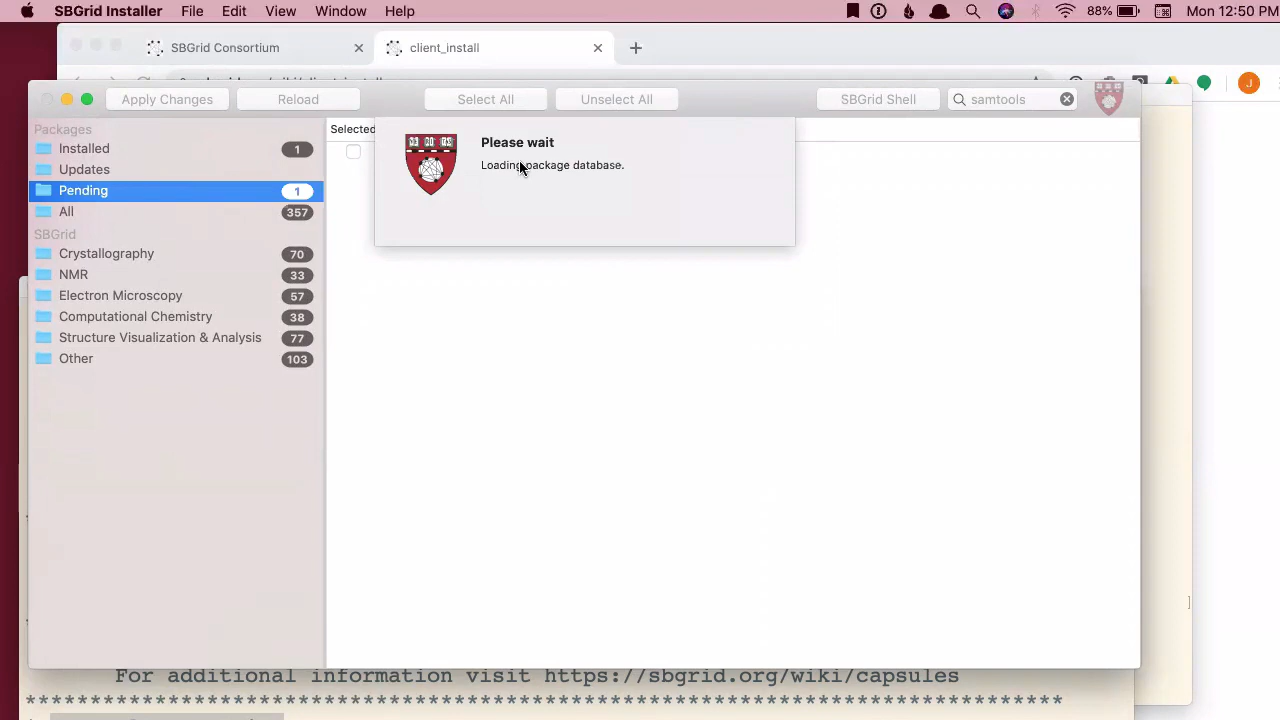 SBGrid Installer File Edit View Window Help 88% Mon 12:50 PM
SBGrid Consortium client_install
Apply Changes Reload Select All Unselect All SBGrid Shell samtools
Packages
Installed 1
Updates
Pending 1
All 357
SBGrid
Crystallography 70
NMR 33
Electron Microscopy 57
Computational Chemistry 38
Structure Visualization & Analysis 77
Other 103
Selected
Please wait
Loading package database.
J
For additional information visit https://sbgrid.org/wiki/capsules
********************************************************************************